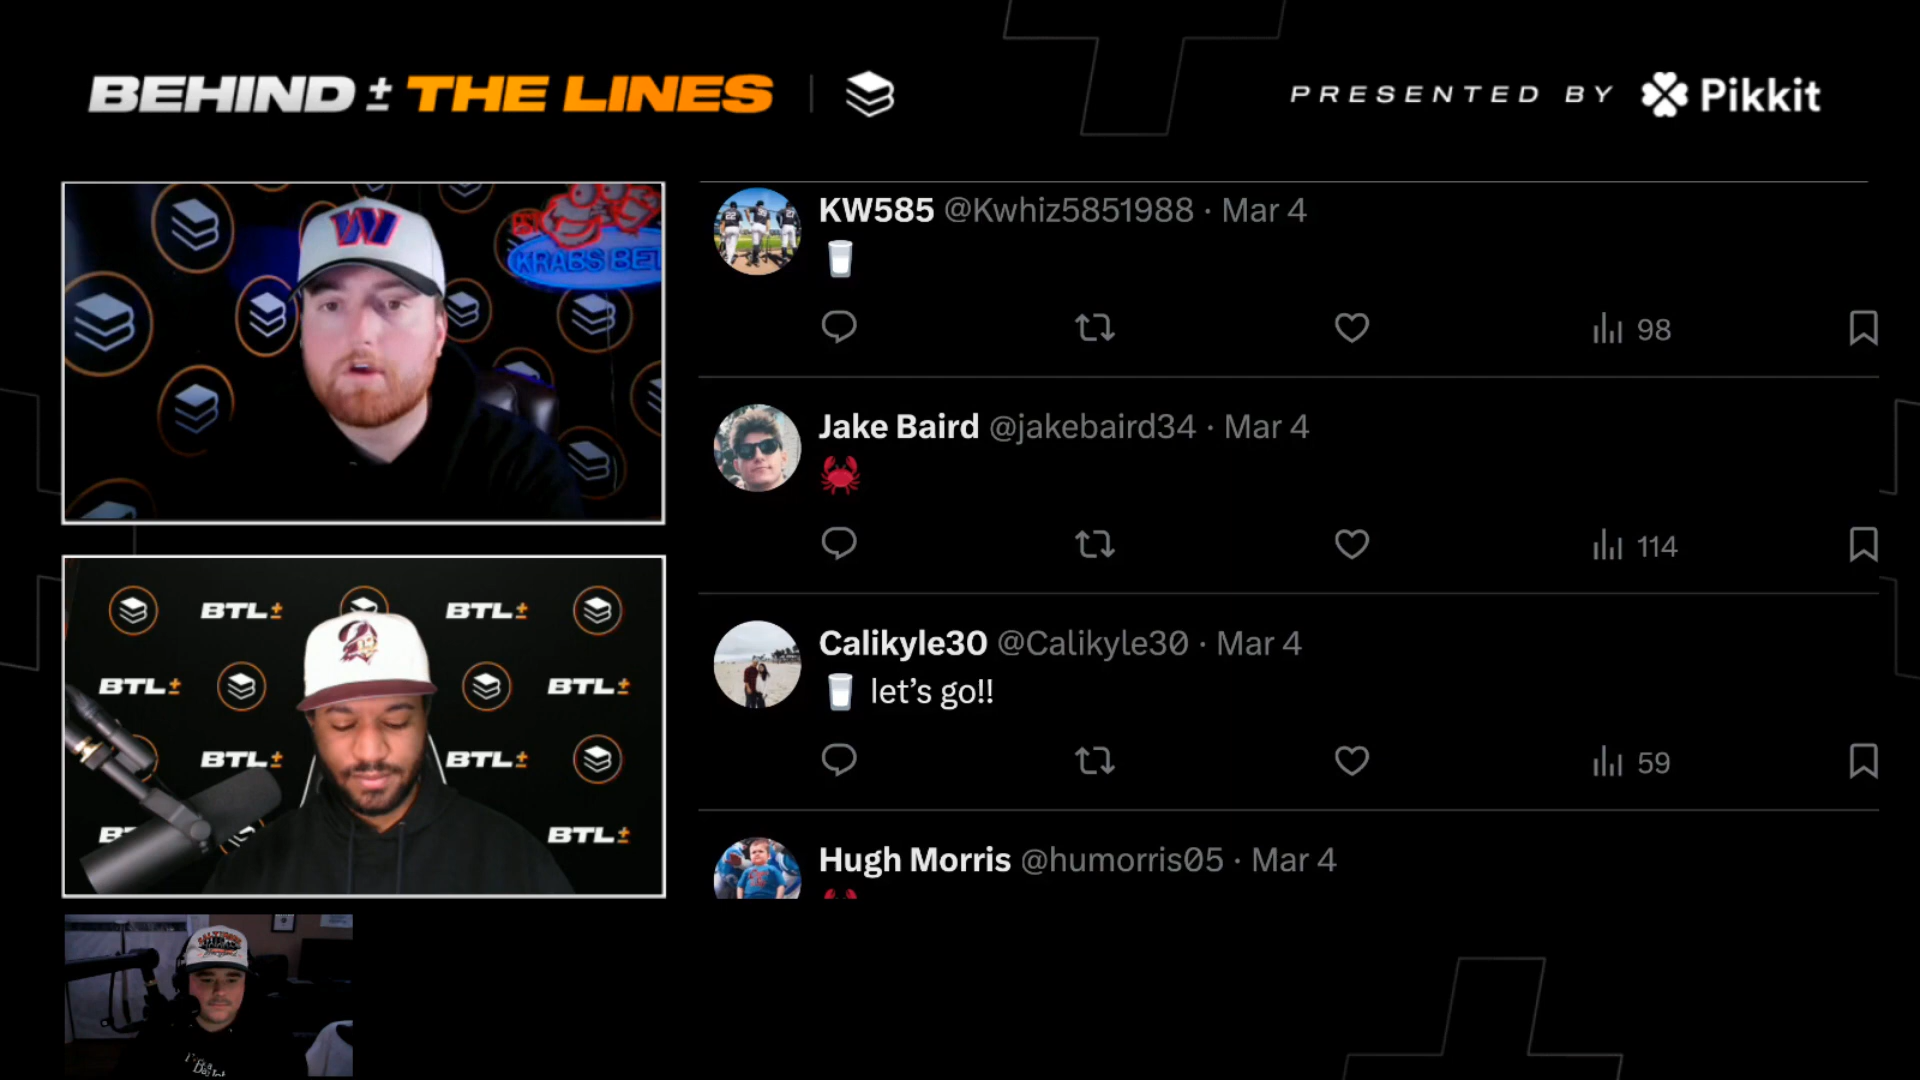 BEHIND ± THE LINES
PRESENTED BY Pikkit
KRABS BET
W
BTL± BTL±
BTL± BTL±
BTL± BTL±
BTL±
KW585 @Kwhiz5851988 · Mar 4
🥛
98
Jake Baird @jakebaird34 · Mar 4
🦀
114
Calikyle30 @Calikyle30 · Mar 4
🥛 let’s go!!
59
Hugh Morris @humorris05 · Mar 4